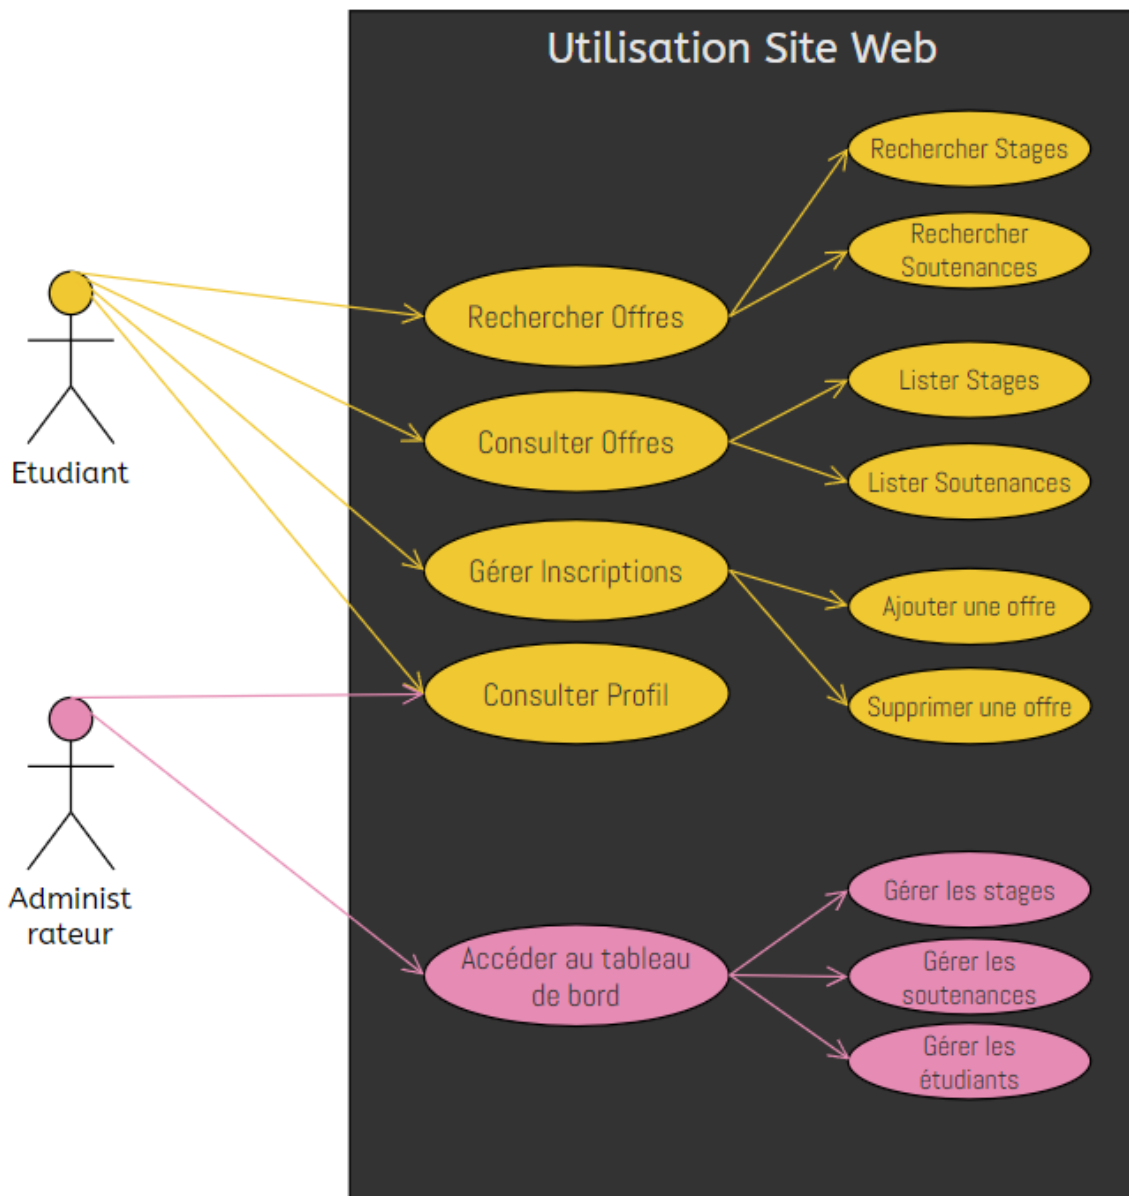 Utilisation Site Web
Rechercher Stages
Rechercher
Soutenances
Rechercher Offres
Lister Stages
Consulter Offres
Lister Soutenances
Etudiant
Gérer Inscriptions
Ajouter une offre
Consulter Profil
Supprimer une offre
Administ
rateur
Gérer les stages
Accéder au tableau
de bord
Gérer les
soutenances
Gérer les
étudiants